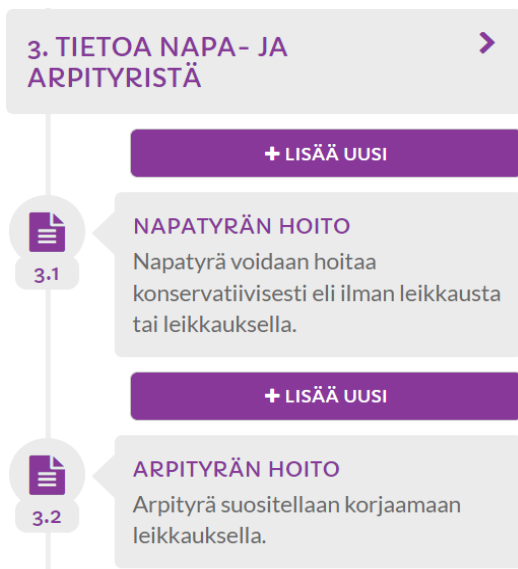 3. TIETOA NAPA- JA
ARPITYRISTÄ
+ LISÄÄ UUSI
NAPATYRÄN HOITO
Napatyrä voidaan hoitaa
konservatiivisesti eli ilman leikkausta
tai leikkauksella.
3.1
+ LISÄÄ UUSI
ARPITYRÄN HOITO
Arpityrä suositellaan korjaamaan
leikkauksella.
3.2